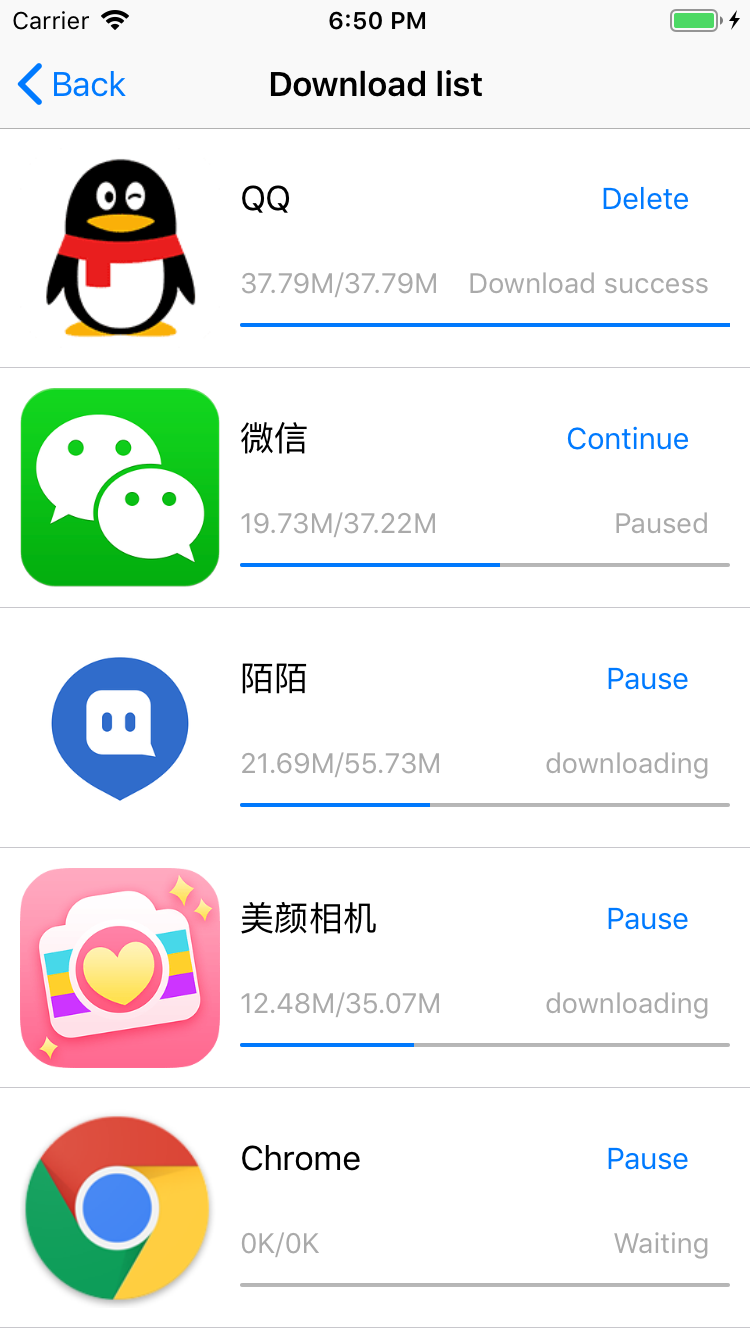 Carrier 6:50 PM
Back Download list
QQ Delete
37.79M/37.79M Download success
微信 Continue
19.73M/37.22M Paused
陌陌 Pause
21.69M/55.73M downloading
美颜相机 Pause
12.48M/35.07M downloading
Chrome Pause
0K/0K Waiting